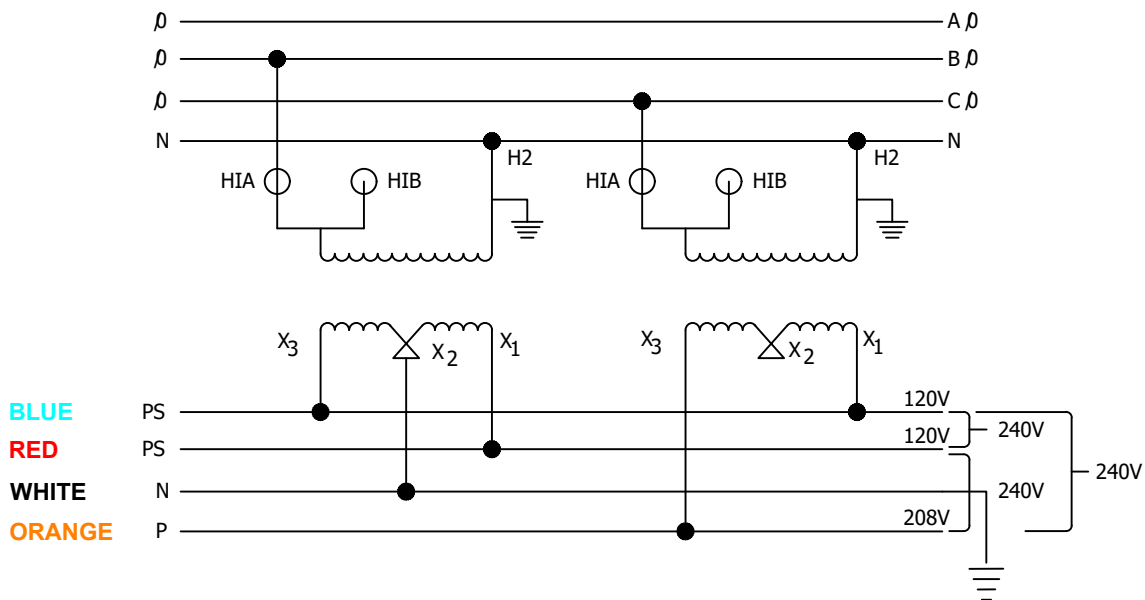 Ø A Ø
Ø B Ø
Ø C Ø
N N
H2 H2
HIA HIB HIA HIB
X3 X2 X1 X3 X2 X1
BLUE PS 120V
RED PS 120V 240V
240V
WHITE N 240V
ORANGE P 208V